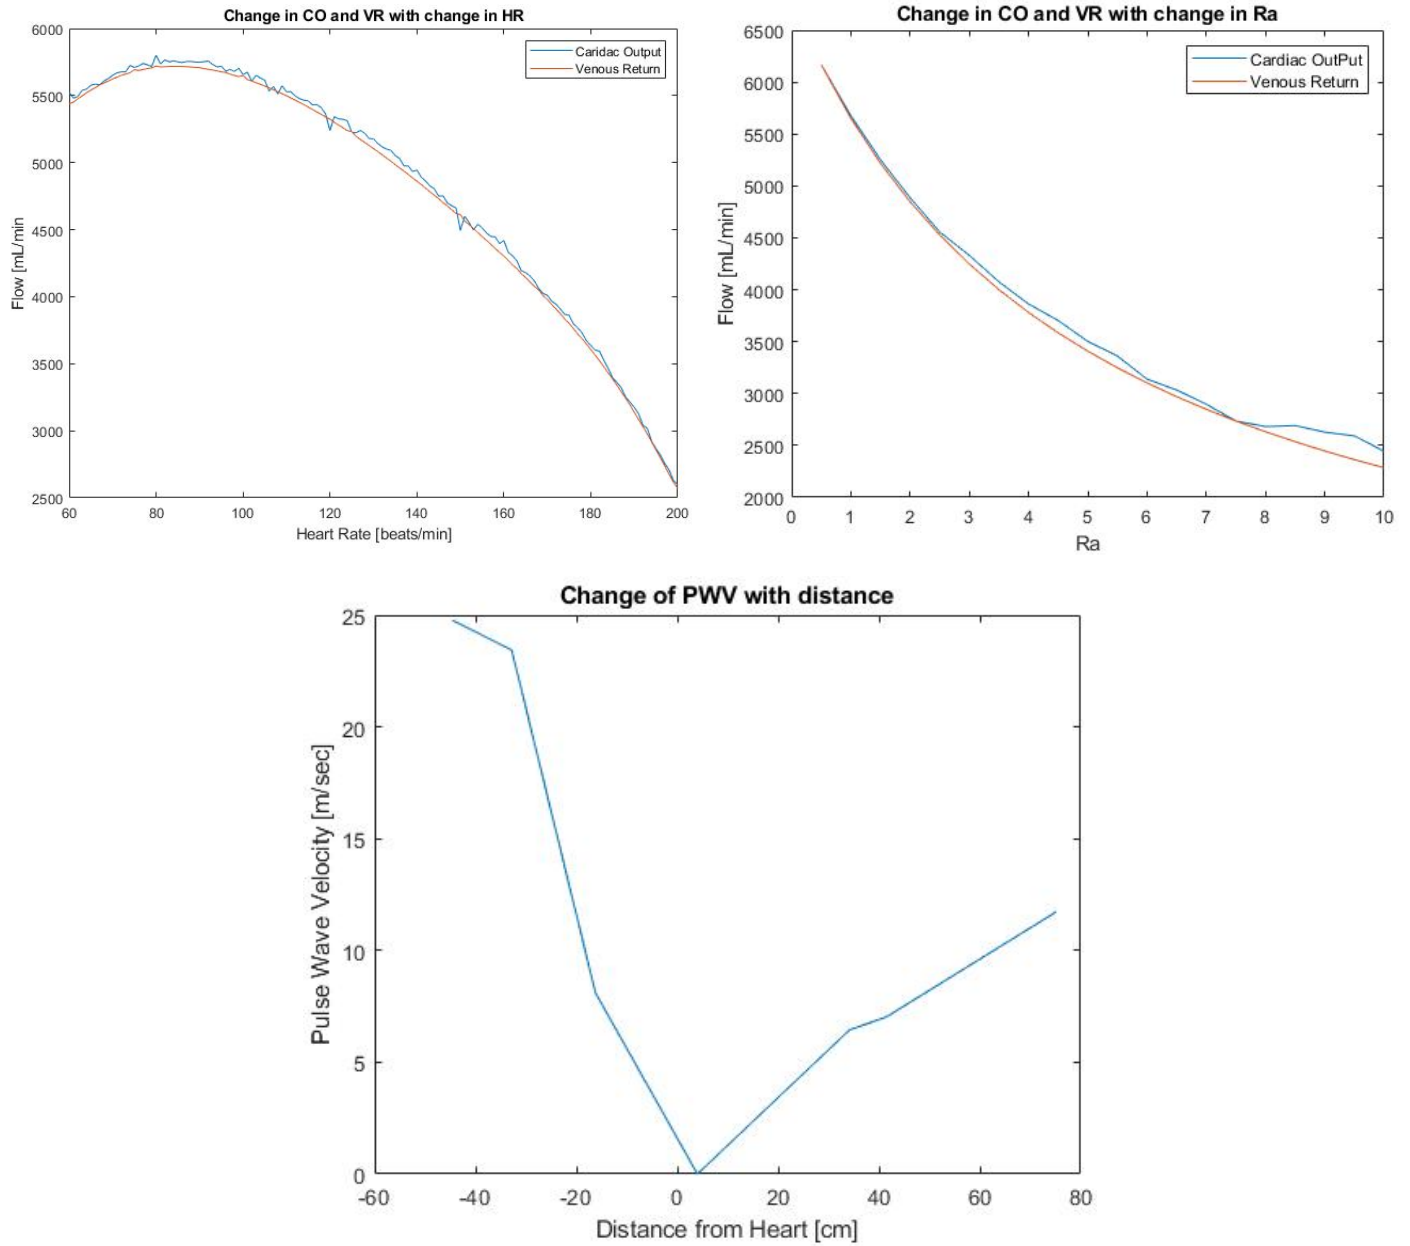 Change in CO and VR with change in HR
6000
5500
5000
4500
4000
3500
3000
2500
Flow [mL/min]
Caridac Output
Venous Return
60 80 100 120 140 160 180 200
Heart Rate [beats/min]
Change in CO and VR with change in Ra
6500
6000
5500
5000
4500
4000
3500
3000
2500
2000
Flow [mL/min]
Cardiac OutPut
Venous Return
0 1 2 3 4 5 6 7 8 9 10
Ra
Change of PWV with distance
25
20
15
10
5
0
Pulse Wave Velocity [m/sec]
-60 -40 -20 0 20 40 60 80
Distance from Heart [cm]